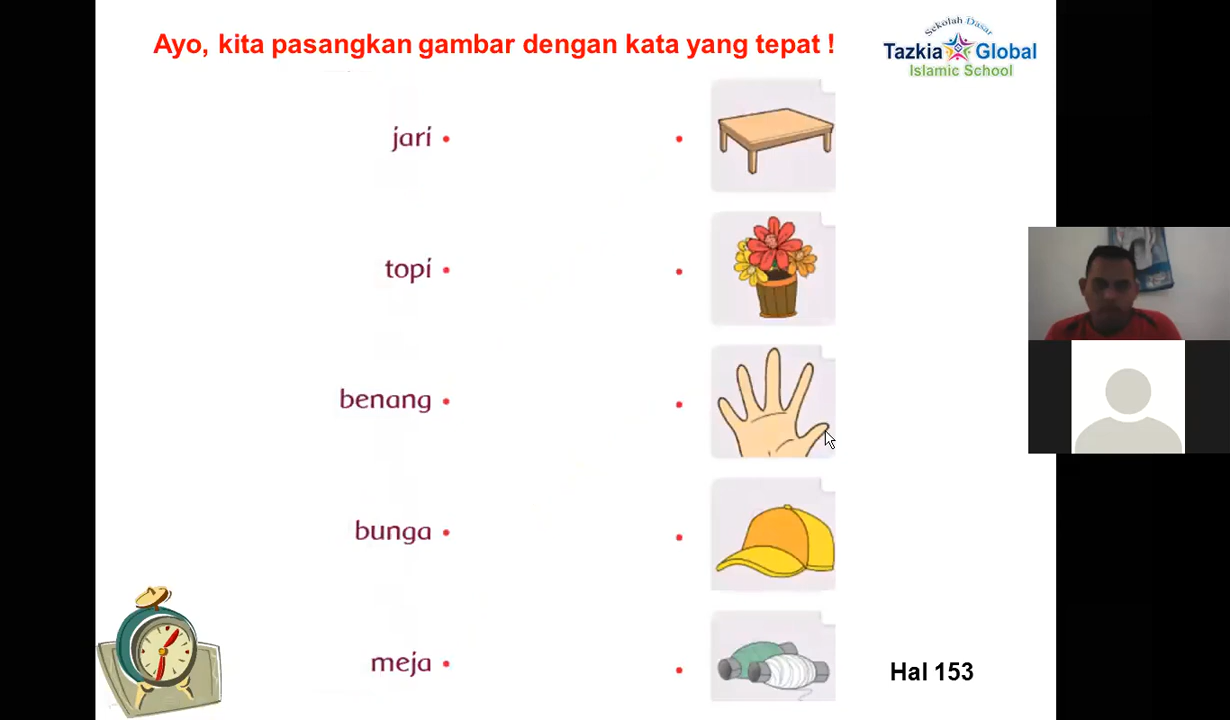 Ayo, kita pasangkan gambar dengan kata yang tepat !
Sekolah Dasar
Tazkia Global
Islamic School
jari
topi
benang
bunga
meja
Hal 153